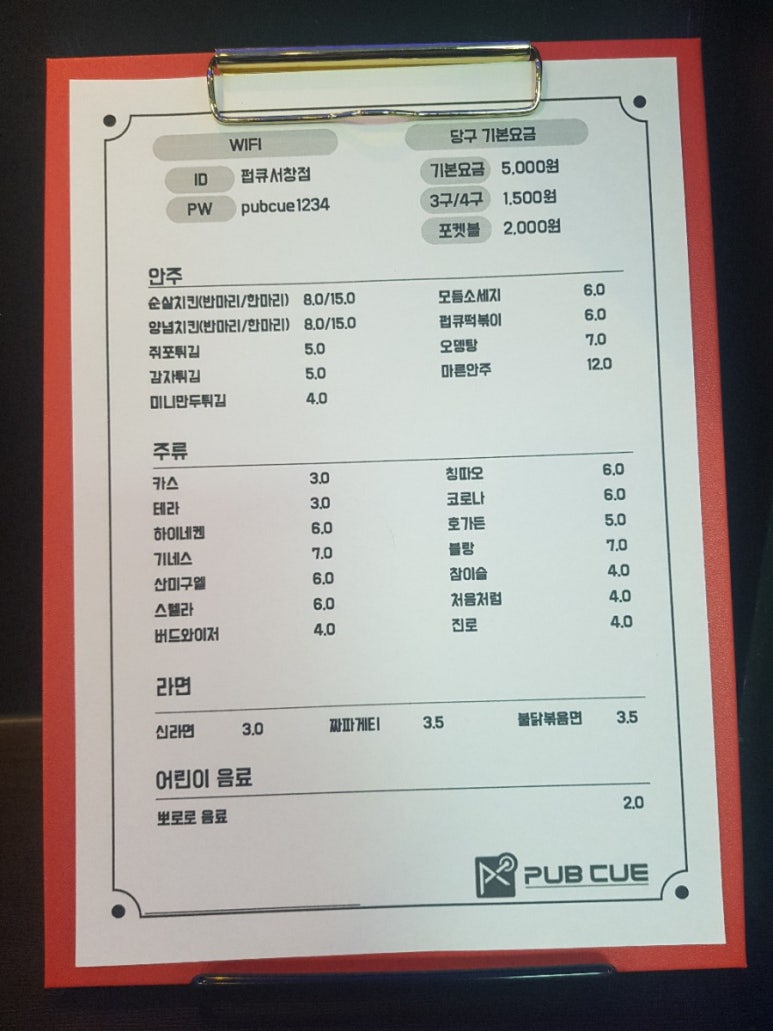 WIFI
ID 펍큐서창점
PW pubcue1234
당구 기본요금
기본요금 5,000원
3구/4구 1,500원
포켓볼 2,000원
안주
순살치킨(반마리/한마리) 8.0/15.0
양념치킨(반마리/한마리) 8.0/15.0
쥐포튀김 5.0
감자튀김 5.0
미니만두튀김 4.0
모듬소세지 6.0
펍큐떡볶이 6.0
오뎅탕 7.0
마른안주 12.0
주류
카스 3.0
테라 3.0
하이네켄 6.0
기네스 7.0
산미구엘 6.0
스텔라 6.0
버드와이저 4.0
칭따오 6.0
코로나 6.0
호가든 5.0
블랑 7.0
참이슬 4.0
처음처럼 4.0
진로 4.0
라면
신라면 3.0 짜파게티 3.5 불닭볶음면 3.5
어린이 음료
뽀로로 음료 2.0
PUB CUE